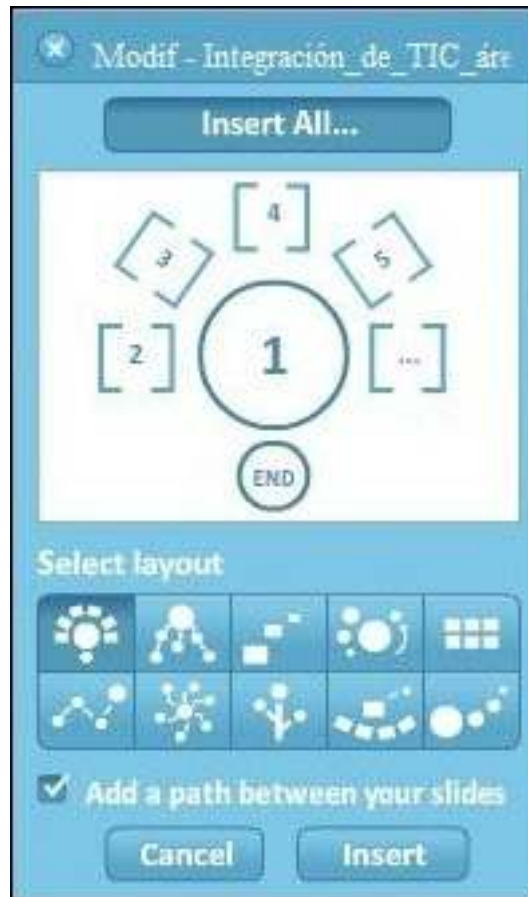 Modif - Integración_de_TIC_áre
Insert All...
4
3
5
2
1
...
END
Select layout
Add a path between your slides
Cancel Insert